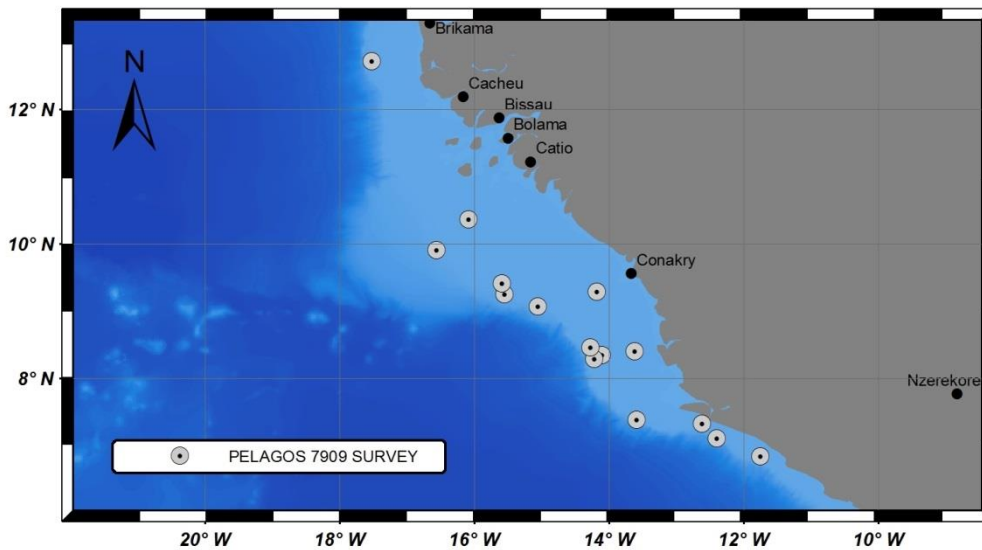 Brikama
N
Cacheu
12° N
Bissau
Bolama
Catio
10° N
Conakry
8° N
Nzerekore
PELAGOS 7909 SURVEY
20° W 18° W 16° W 14° W 12° W 10° W